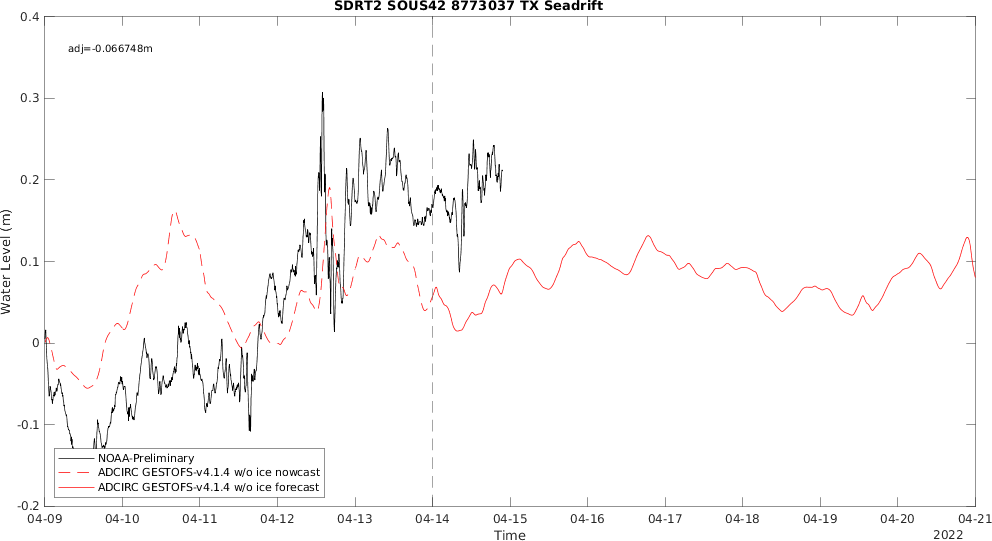 SDRT2 SOUS42 8773037 TX Seadrift
0.4
adj=-0.066748m
0.3
0.2
0.1
0
-0.1
-0.2
Water Level (m)
NOAA-Preliminary
ADCIRC GESTOFS-v4.1.4 w/o ice nowcast
ADCIRC GESTOFS-v4.1.4 w/o ice forecast
04-09 04-10 04-11 04-12 04-13 04-14 04-15 04-16 04-17 04-18 04-19 04-20 04-21
Time
2022